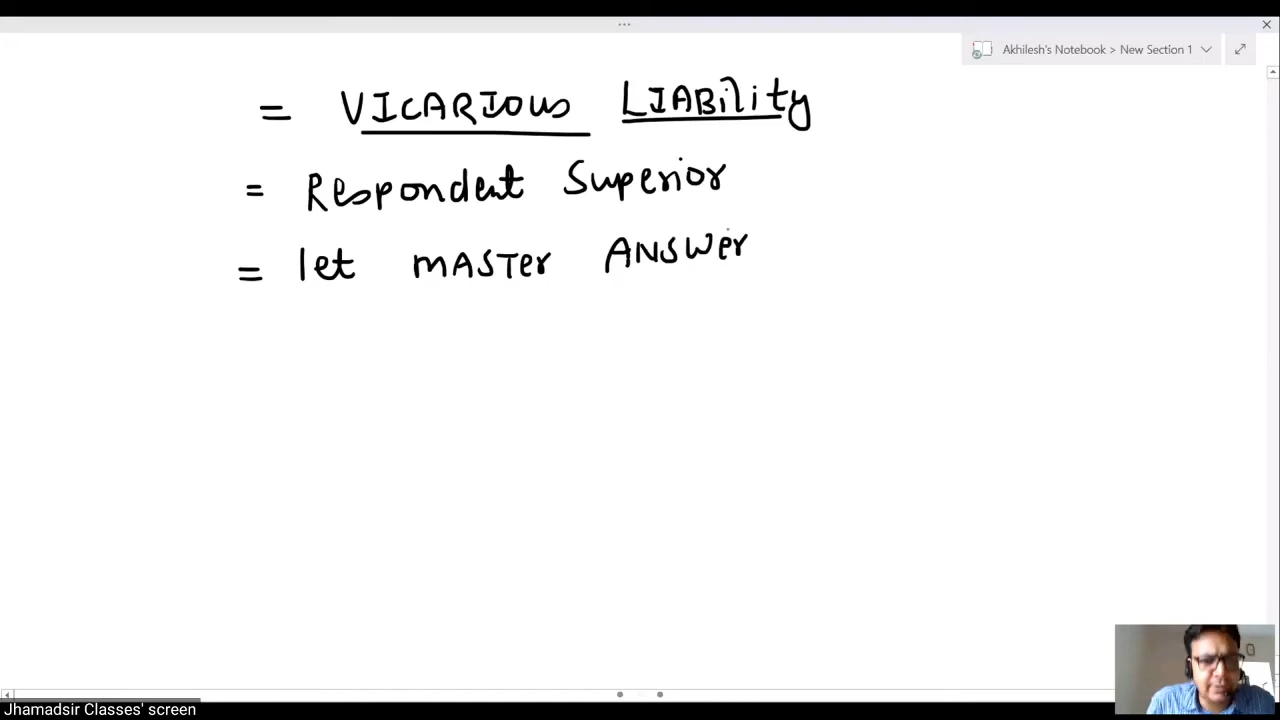 Akhilesh's Notebook > New Section 1
= VICARIOUS LIABility
= Respondent Superior
= let MASTer ANSWer
Jhamadsir Classes' screen